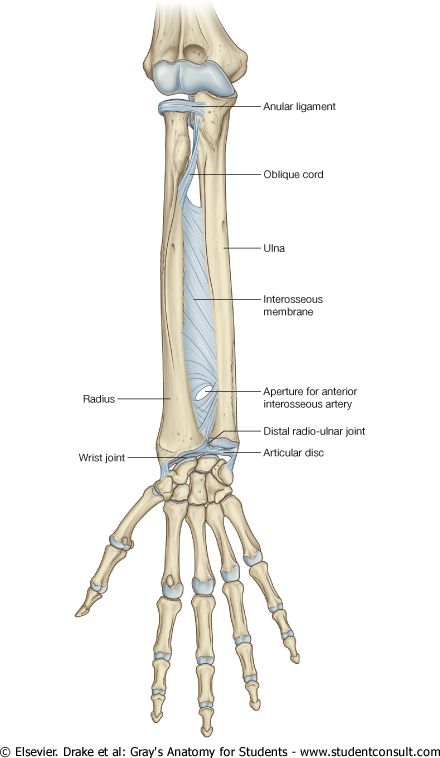 Anular ligament
Oblique cord
Ulna
Interosseous
membrane
Aperture for anterior
interosseous artery
Radius
Distal radio-ulnar joint
Articular disc
Wrist joint
© Elsevier. Drake et al: Gray's Anatomy for Students - www.studentconsult.com